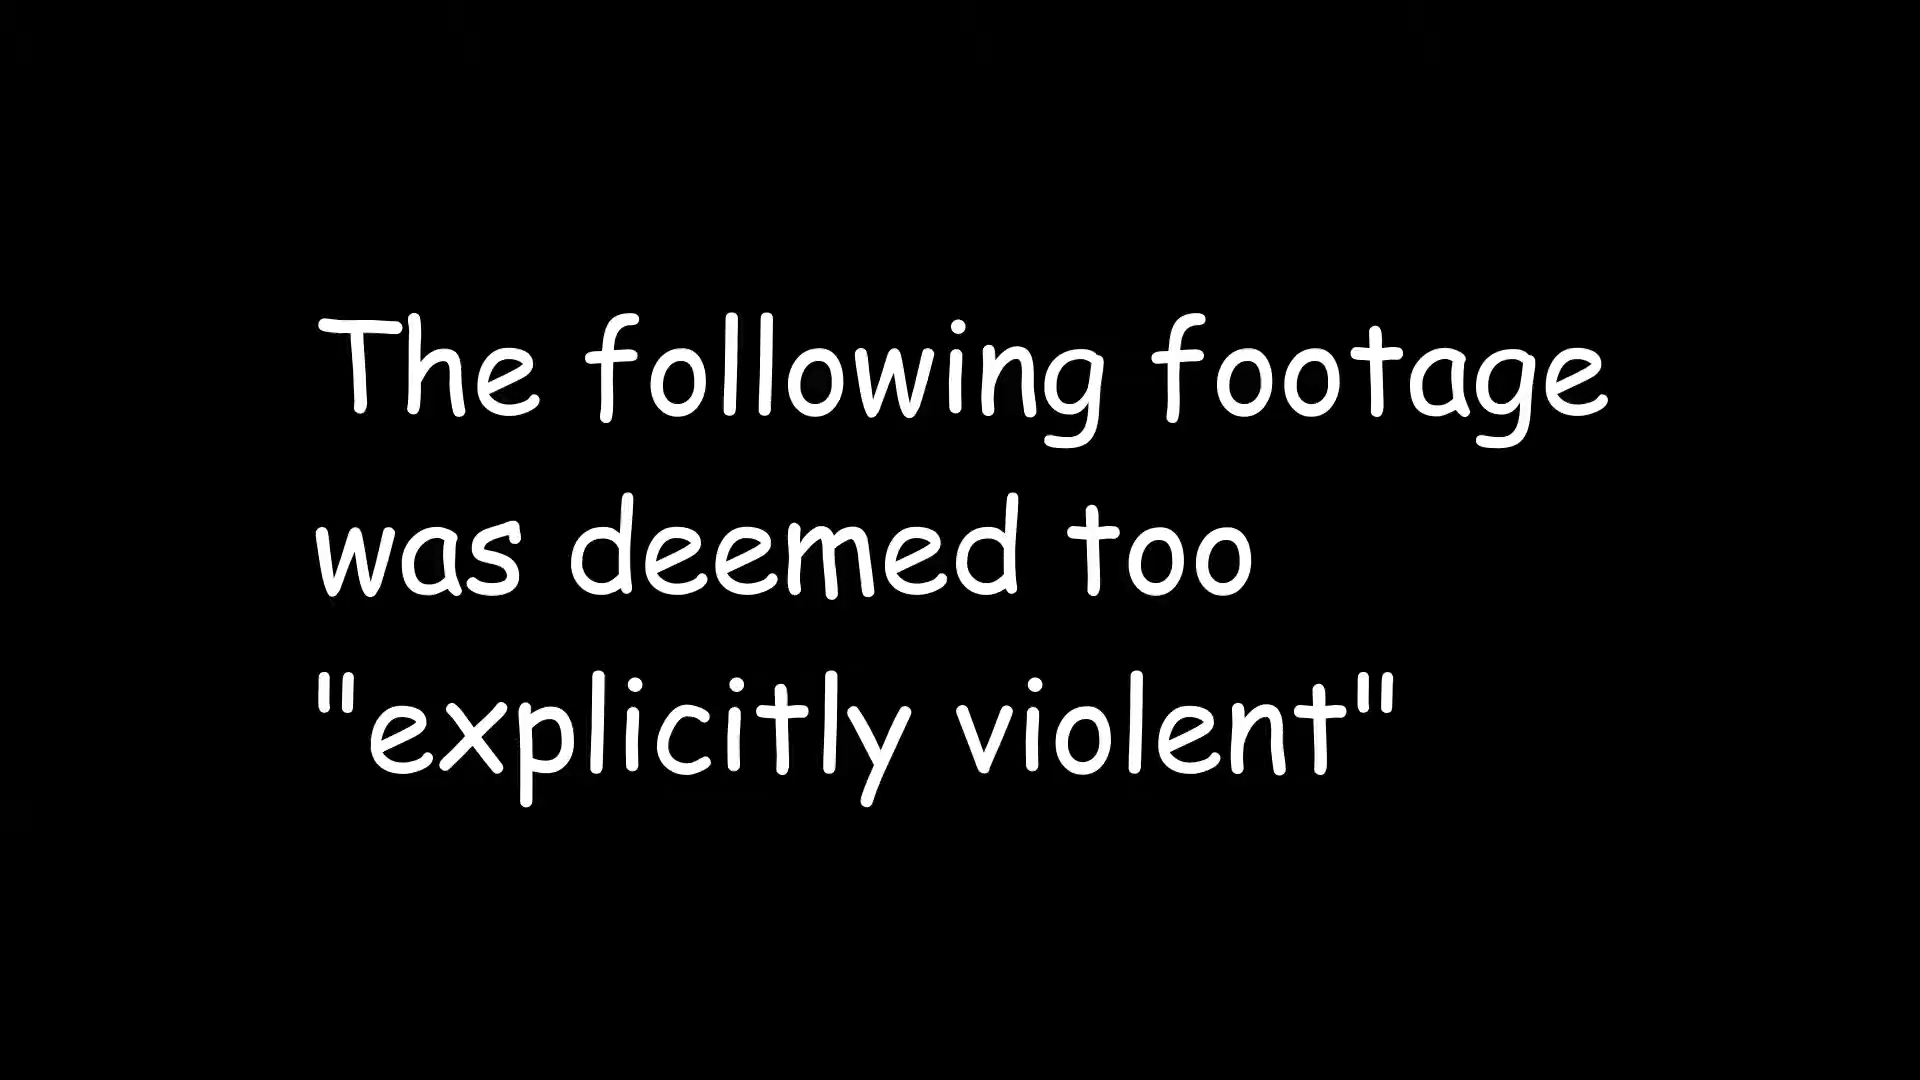 The following footage
was deemed too
"explicitly violent"